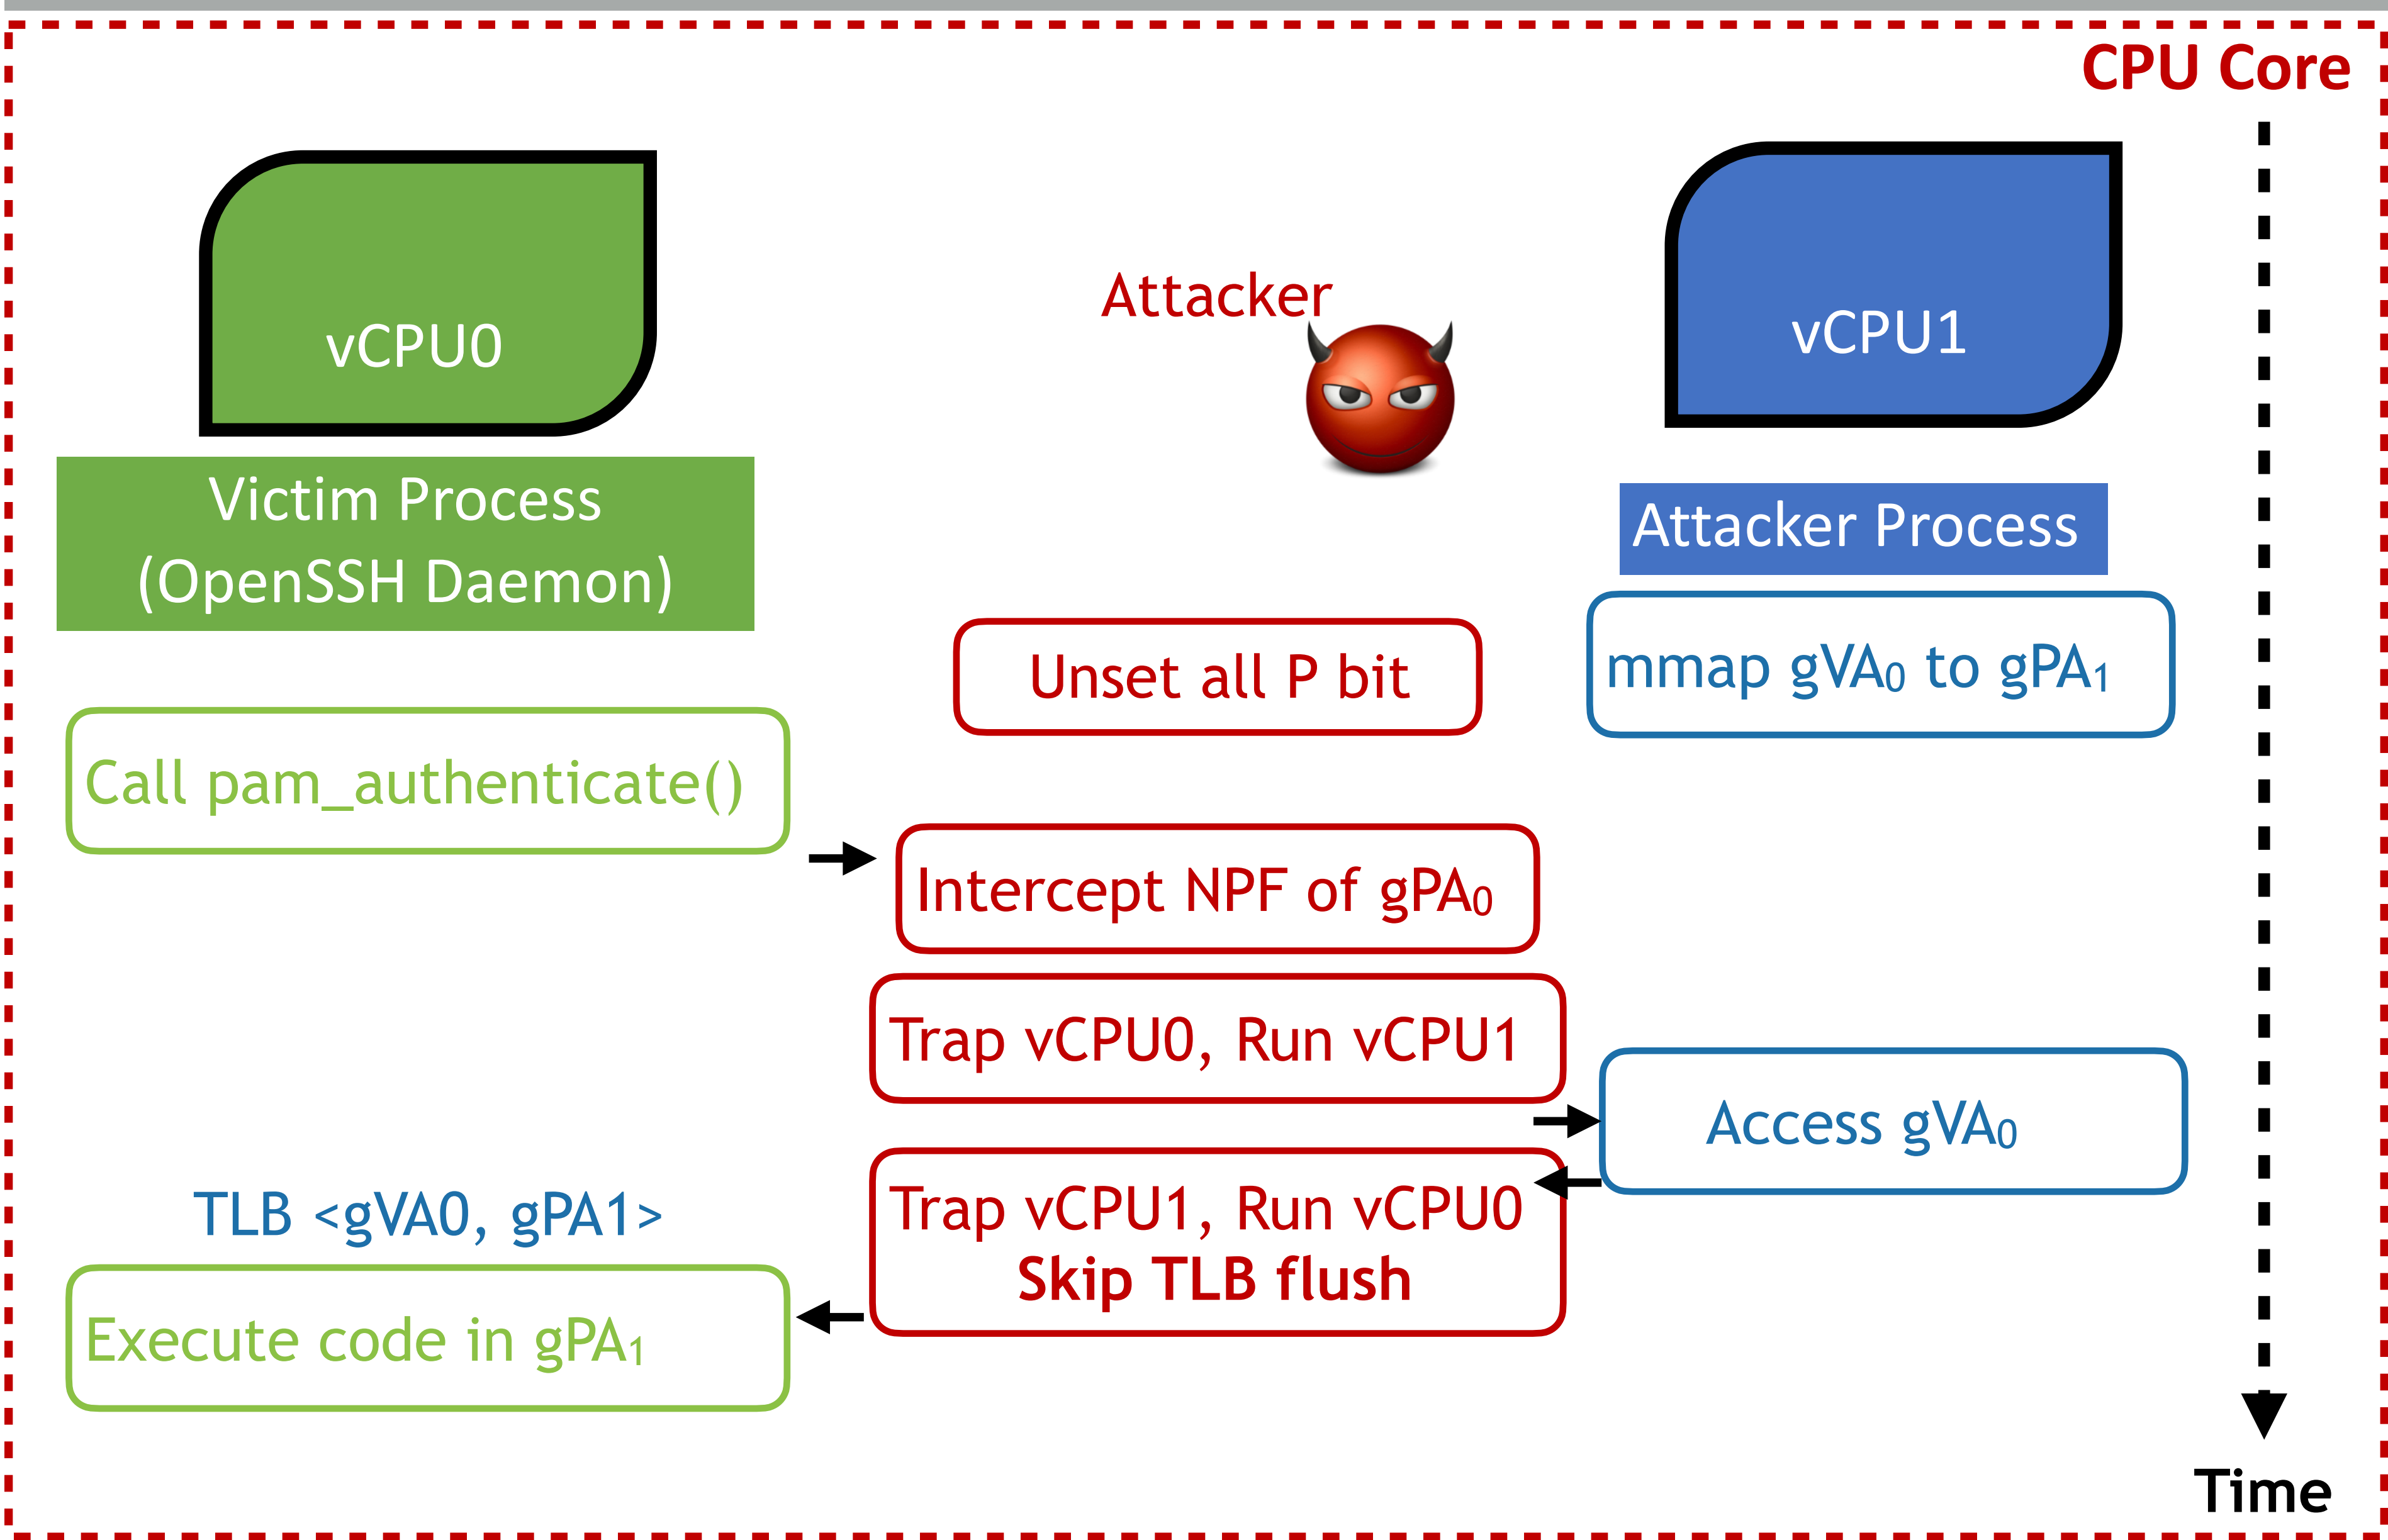 CPU Core
vCPU0
Attacker
vCPU1
Victim Process
(OpenSSH Daemon)
Attacker Process
Unset all P bit
mmap gVA₀ to gPA₁
Call pam_authenticate()
Intercept NPF of gPA₀
Trap vCPU0, Run vCPU1
Access gVA₀
TLB <gVA0, gPA1>
Trap vCPU1, Run vCPU0
Skip TLB flush
Execute code in gPA₁
Time